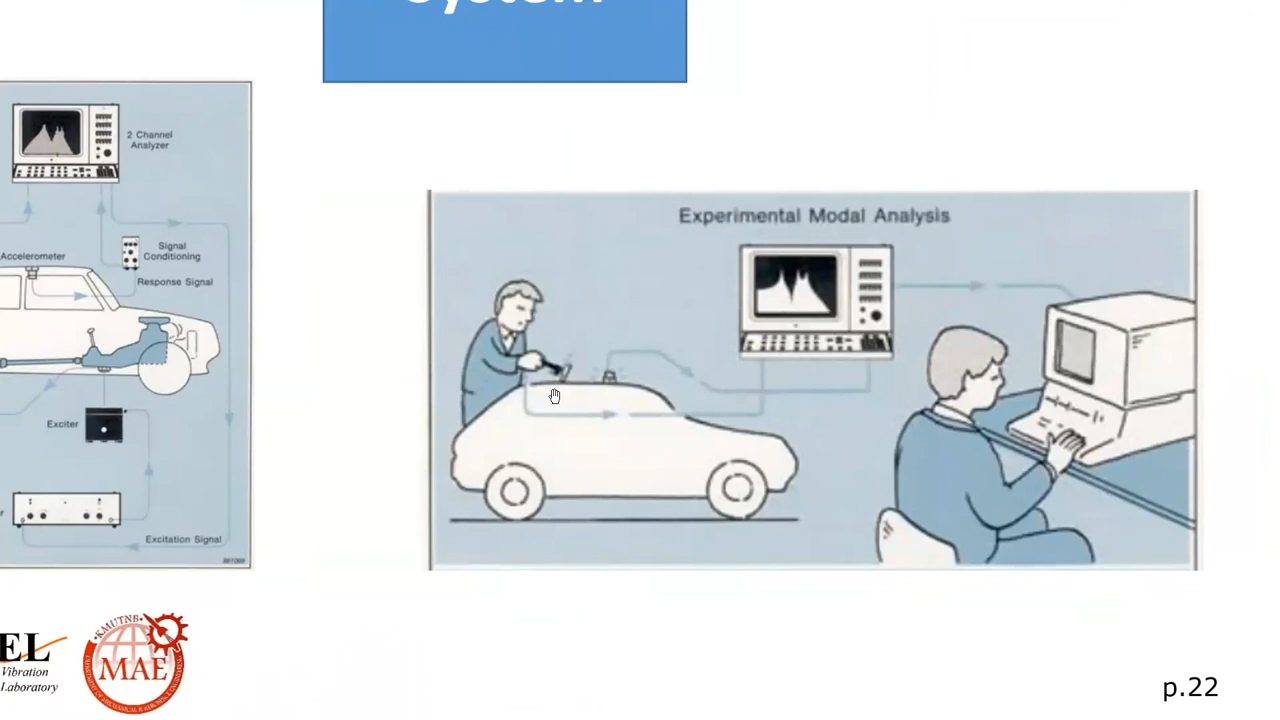 System
2 Channel
Analyzer
Accelerometer
Signal
Conditioning
Response Signal
Exciter
Excitation Signal
Experimental Modal Analysis
EL
Vibration
Laboratory
KMUTNB
MAE
p.22